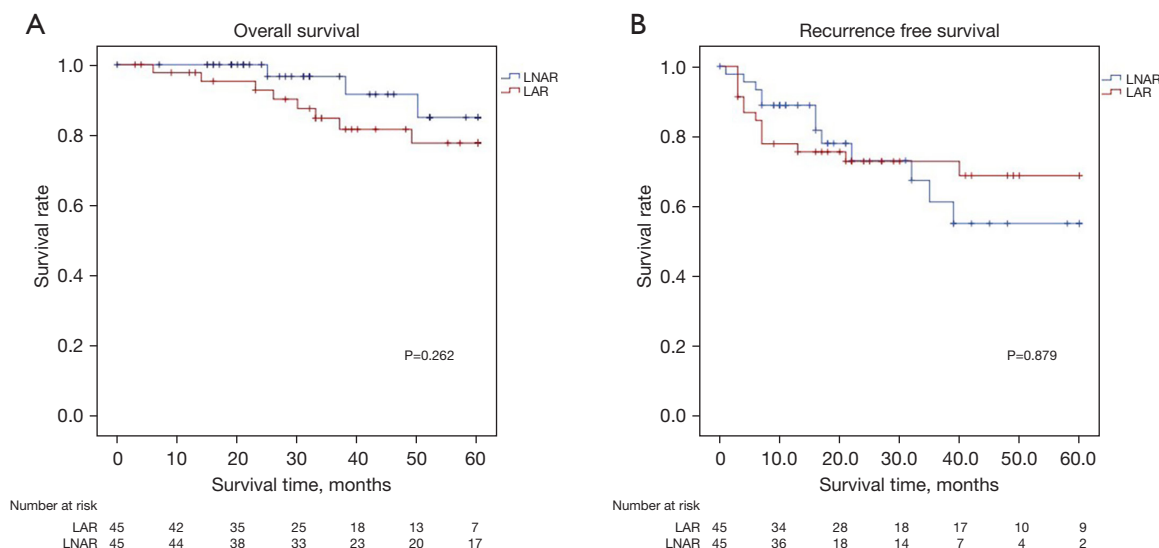 A
Overall survival
LNAR
LAR
Survival rate
1.0
0.8
0.6
0.4
0.2
0.0
P=0.262
0 10 20 30 40 50 60
Survival time, months
Number at risk
LAR 45 42 35 25 18 13 7
LNAR 45 44 38 33 23 20 17
B
Recurrence free survival
LNAR
LAR
Survival rate
1.0
0.8
0.6
0.4
0.2
0.0
P=0.879
0 10.0 20.0 30.0 40.0 50.0 60.0
Survival time, months
Number at risk
LAR 45 34 28 18 17 10 9
LNAR 45 36 18 14 7 4 2